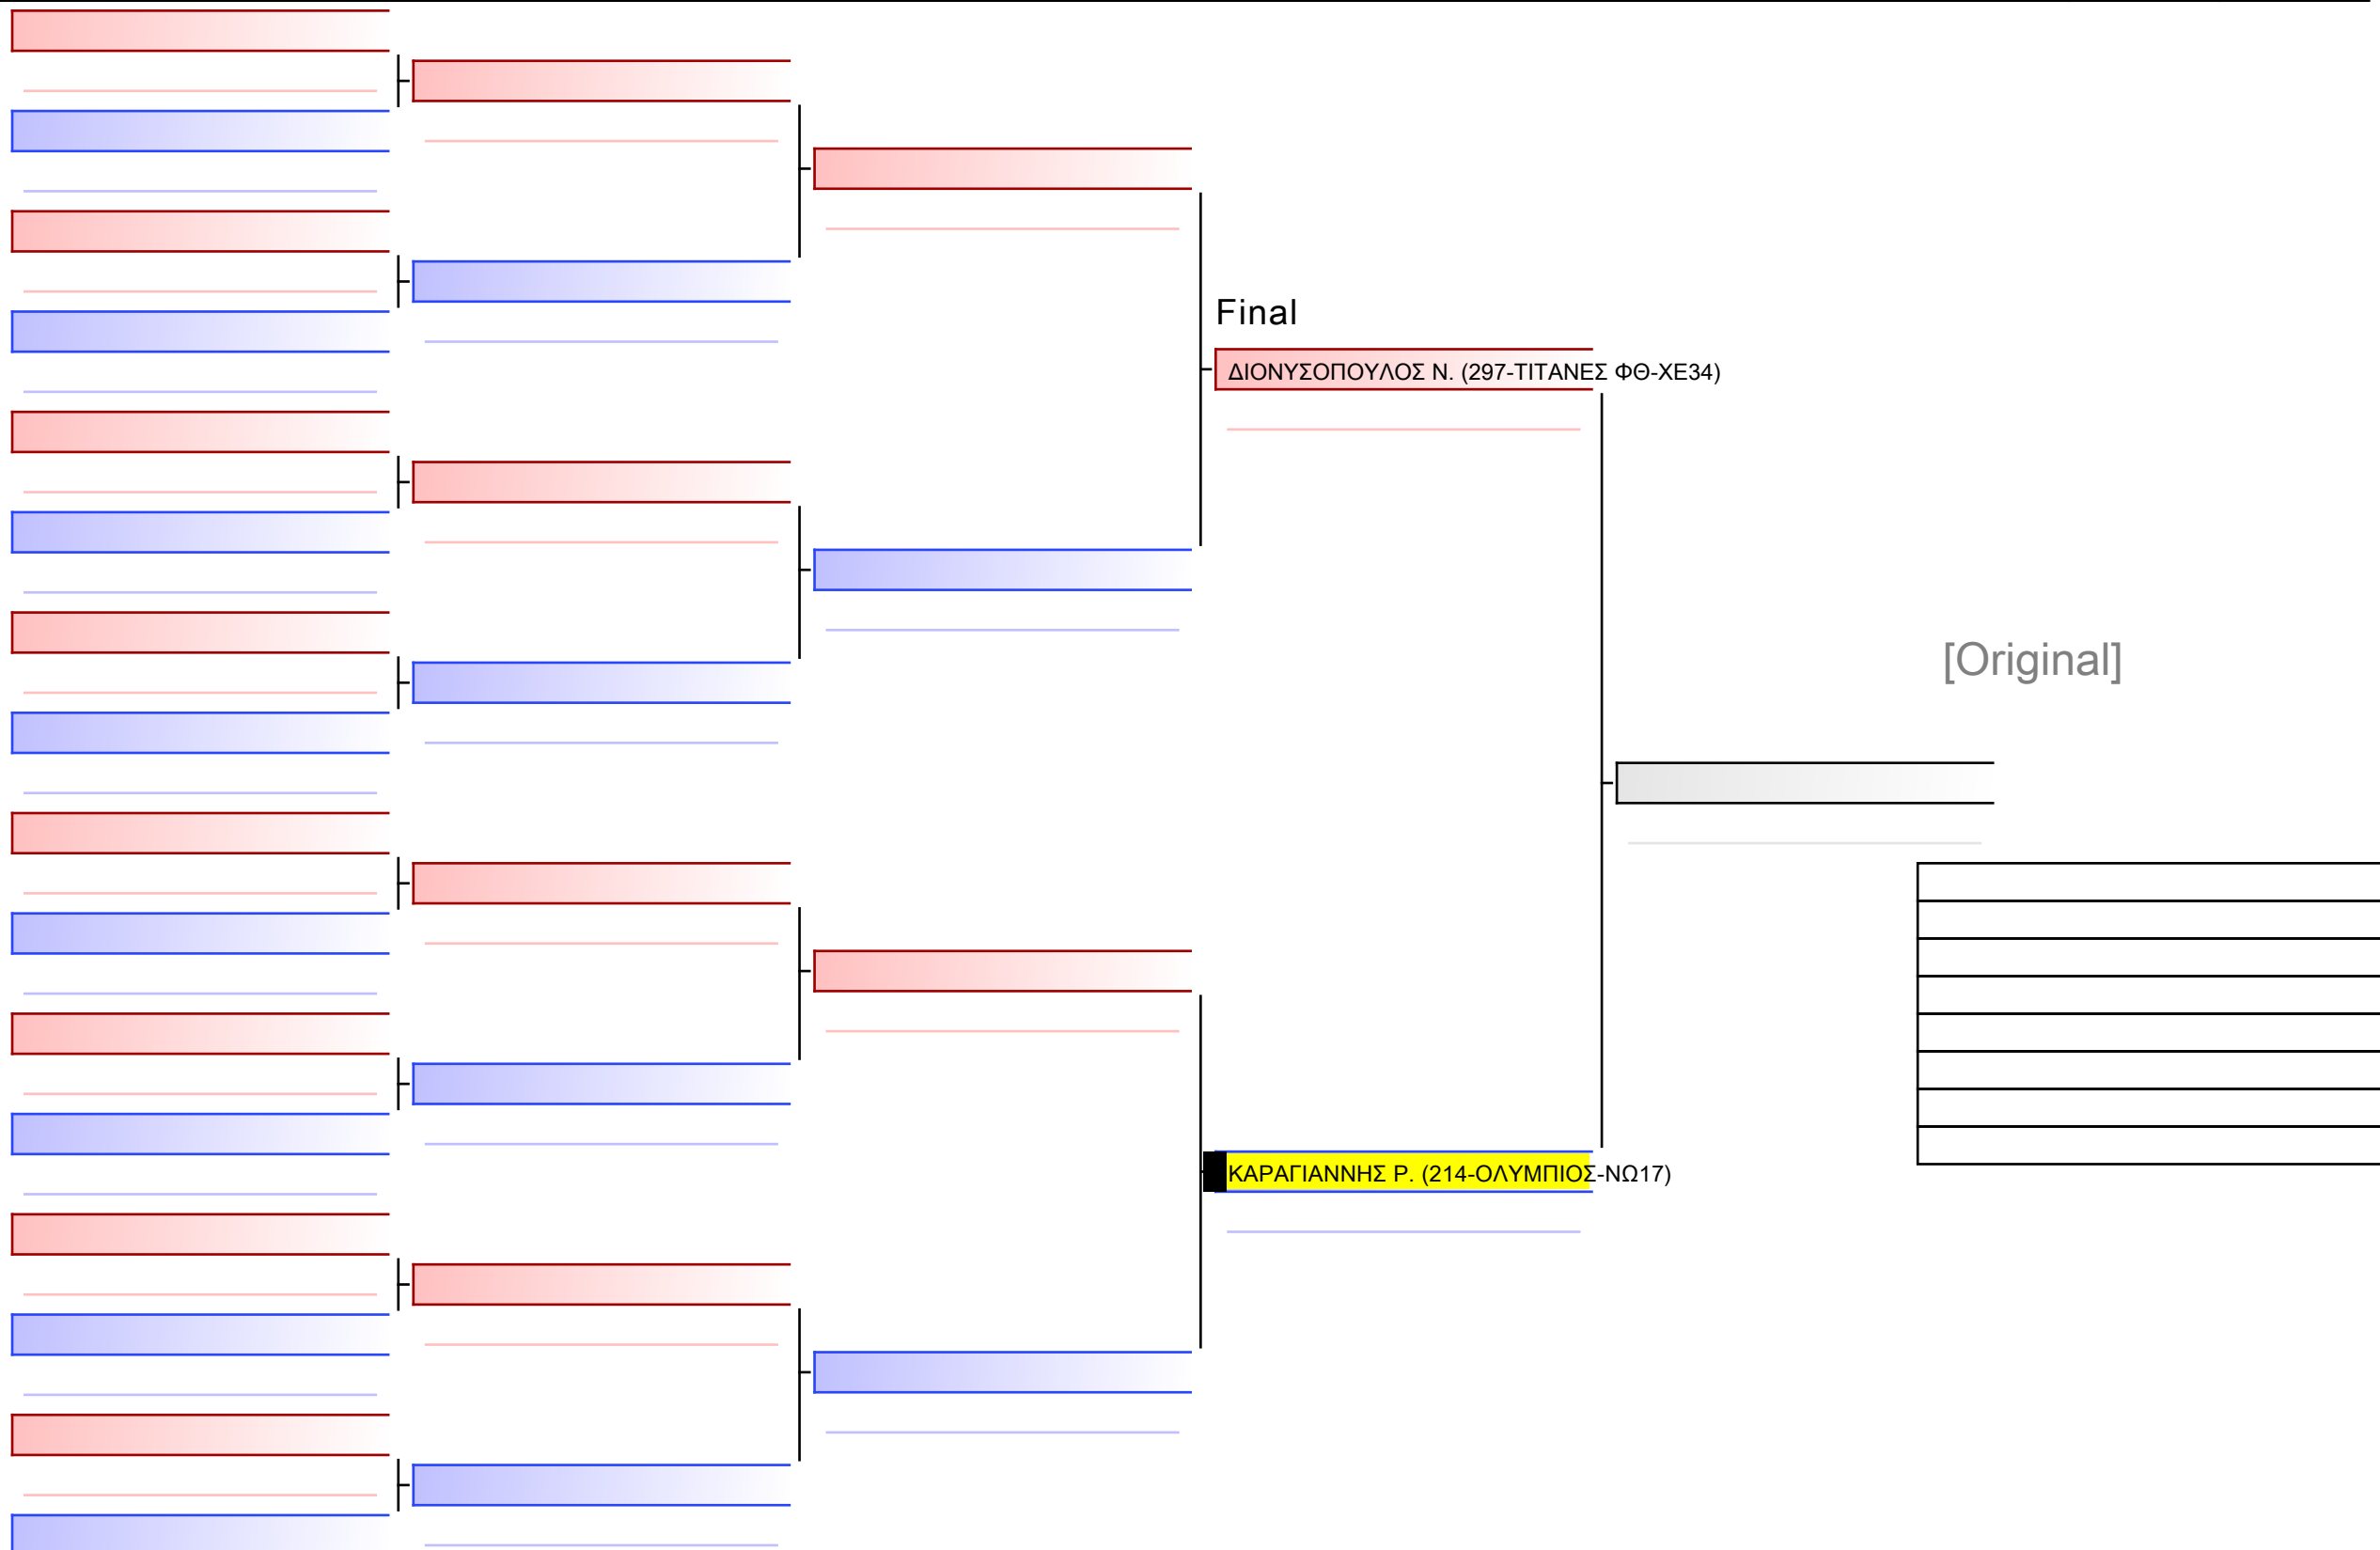 Final
ΔΙΟΝΥΣΟΠΟΥΛΟΣ Ν. (297-ΤΙΤΑΝΕΣ ΦΘ-ΧΕ34)
[Original]
ΚΑΡΑΓΙΑΝΝΗΣ Ρ. (214-ΟΛΥΜΠΙΟΣ-ΝΩ17)